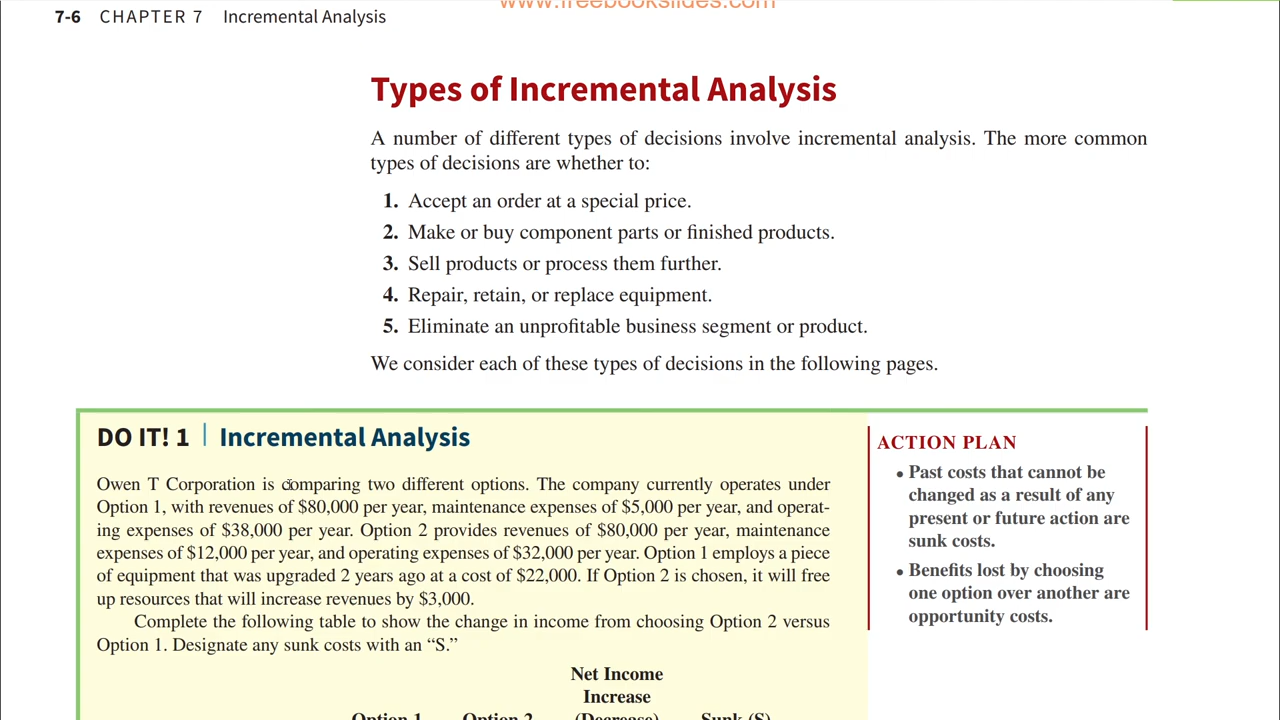 www.freebookslides.com
7-6 CHAPTER 7 Incremental Analysis
Types of Incremental Analysis
A number of different types of decisions involve incremental analysis. The more common
types of decisions are whether to:
1. Accept an order at a special price.
2. Make or buy component parts or finished products.
3. Sell products or process them further.
4. Repair, retain, or replace equipment.
5. Eliminate an unprofitable business segment or product.
We consider each of these types of decisions in the following pages.
DO IT! 1 | Incremental Analysis
Owen T Corporation is comparing two different options. The company currently operates under
Option 1, with revenues of $80,000 per year, maintenance expenses of $5,000 per year, and operat-
ing expenses of $38,000 per year. Option 2 provides revenues of $80,000 per year, maintenance
expenses of $12,000 per year, and operating expenses of $32,000 per year. Option 1 employs a piece
of equipment that was upgraded 2 years ago at a cost of $22,000. If Option 2 is chosen, it will free
up resources that will increase revenues by $3,000.
Complete the following table to show the change in income from choosing Option 2 versus
Option 1. Designate any sunk costs with an “S.”
Net Income
Increase
Option 1 Option 2 (Decrease) Sunk (S)
ACTION PLAN
• Past costs that cannot be
changed as a result of any
present or future action are
sunk costs.
• Benefits lost by choosing
one option over another are
opportunity costs.